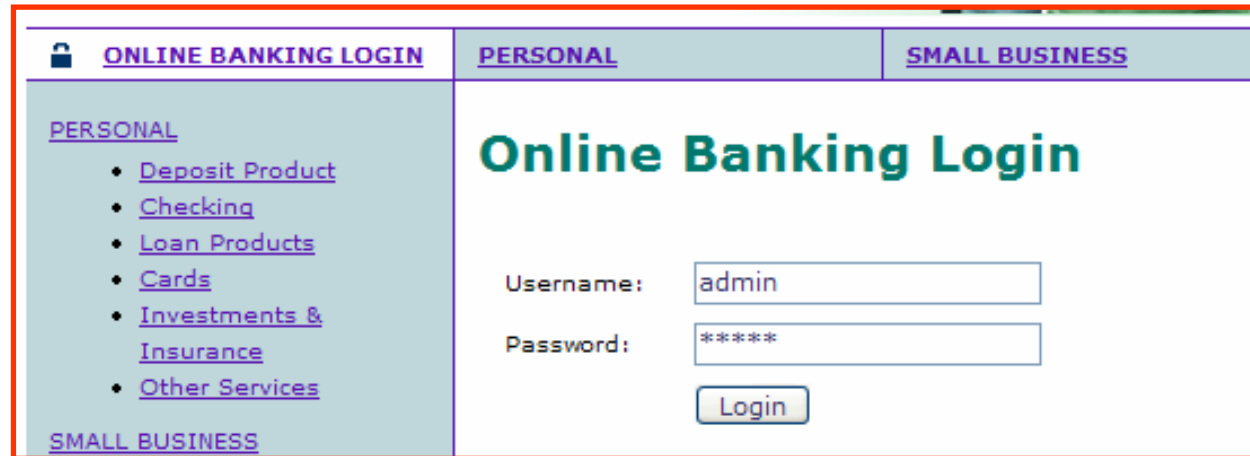 ONLINE BANKING LOGIN
PERSONAL
SMALL BUSINESS
PERSONAL
Deposit Product
Checking
Loan Products
Cards
Investments &
Insurance
Other Services
SMALL BUSINESS
Online Banking Login
Username: admin
Password: *****
Login